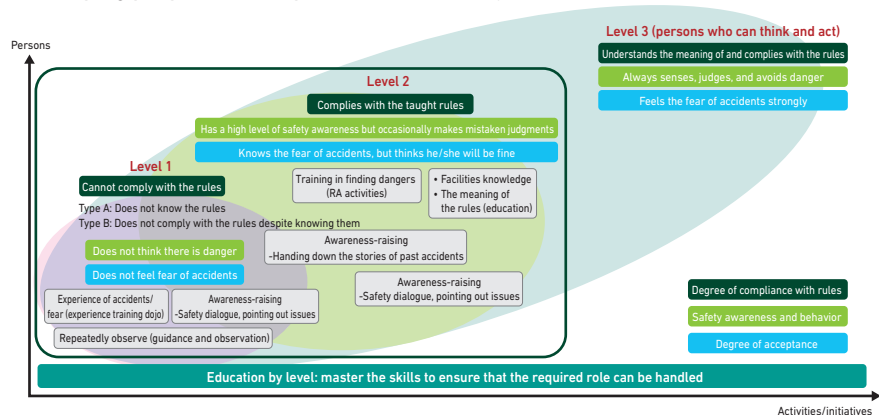 Persons
Level 3 (persons who can think and act)
Understands the meaning of and complies with the rules
Always senses, judges, and avoids danger
Feels the fear of accidents strongly
Level 2
Complies with the taught rules
Has a high level of safety awareness but occasionally makes mistaken judgments
Knows the fear of accidents, but thinks he/she will be fine
Training in finding dangers
(RA activities)
• Facilities knowledge
• The meaning of
the rules (education)
Level 1
Cannot comply with the rules
Type A: Does not know the rules
Type B: Does not comply with the rules despite knowing them
Awareness-raising
-Handing down the stories of past accidents
Does not think there is danger
Does not feel fear of accidents
Awareness-raising
-Safety dialogue, pointing out issues
Experience of accidents/
fear (experience training dojo)
Awareness-raising
-Safety dialogue, pointing out issues
Repeatedly observe (guidance and observation)
Degree of compliance with rules
Safety awareness and behavior
Degree of acceptance
Education by level: master the skills to ensure that the required role can be handled
Activities/initiatives